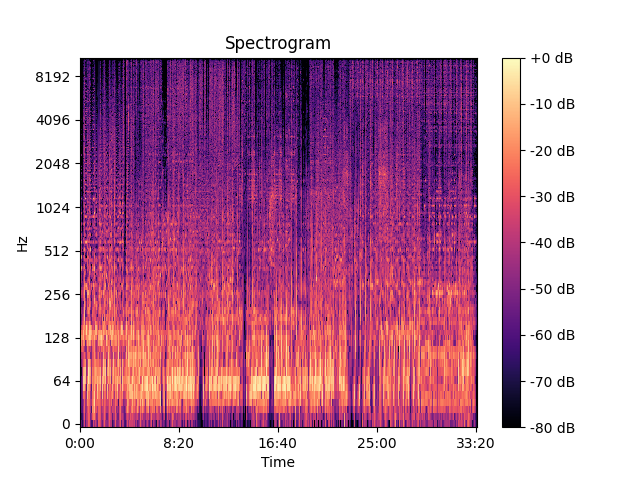 Spectrogram
Hz
8192
4096
2048
1024
512
256
128
64
0
0:00 8:20 16:40 25:00 33:20
Time
+0 dB
-10 dB
-20 dB
-30 dB
-40 dB
-50 dB
-60 dB
-70 dB
-80 dB